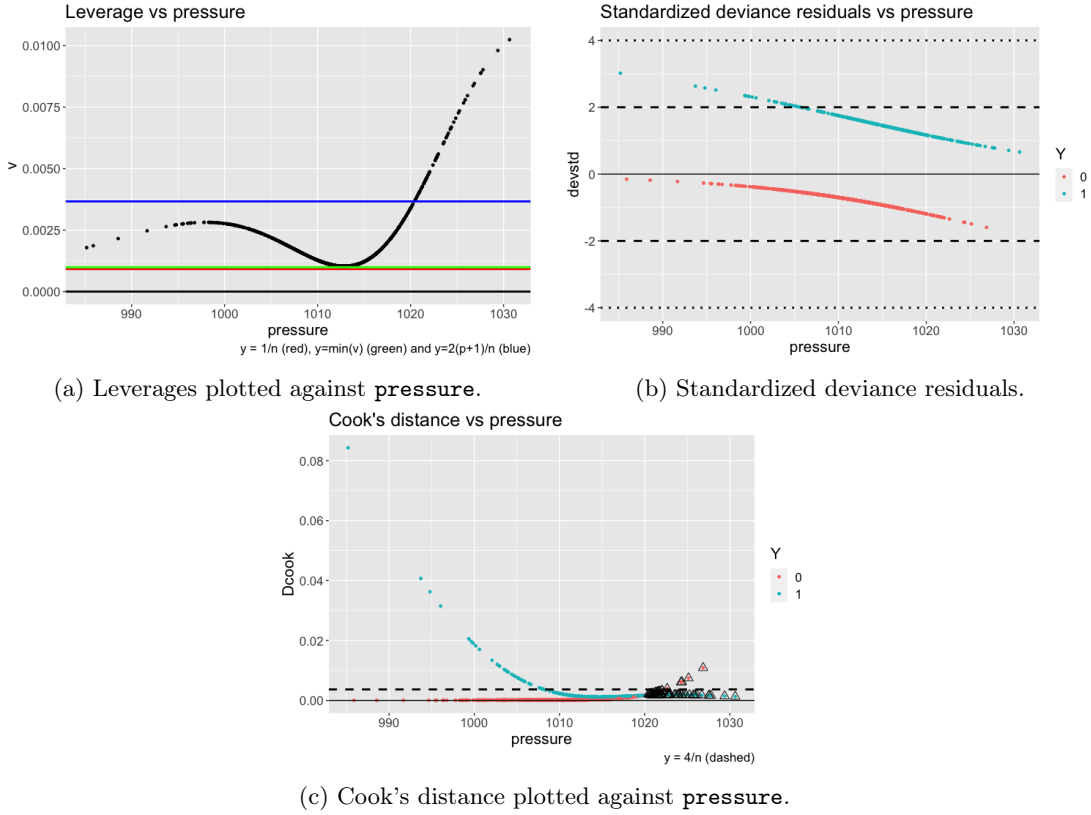 Leverage vs pressure
0.0100
0.0075
0.0050
0.0025
0.0000
v
990 1000 1010 1020 1030
pressure
y = 1/n (red), y=min(v) (green) and y=2(p+1)/n (blue)
(a) Leverages plotted against pressure.
Standardized deviance residuals vs pressure
4
2
0
-2
-4
devstd
990 1000 1010 1020 1030
pressure
Y
0
1
(b) Standardized deviance residuals.
Cook's distance vs pressure
0.08
0.06
0.04
0.02
0.00
Dcook
990 1000 1010 1020 1030
pressure
y = 4/n (dashed)
Y
0
1
(c) Cook's distance plotted against pressure.